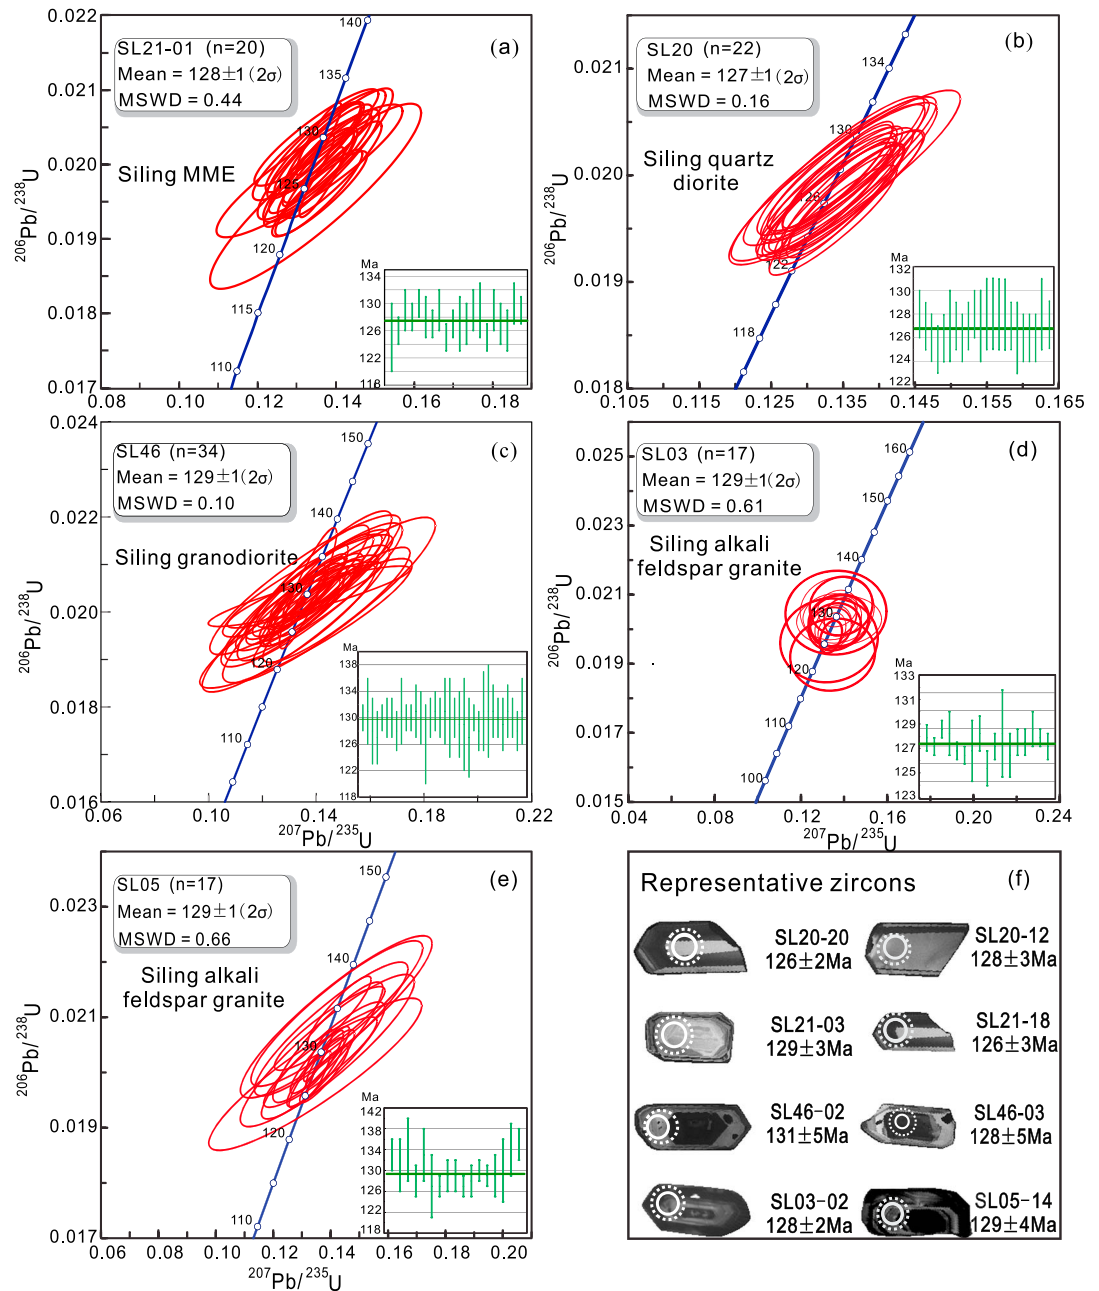 (a)
SL21-01 (n=20)
Mean = 128±1(2σ)
MSWD = 0.44
Siling MME
206Pb/238U
0.022
0.021
0.020
0.019
0.018
0.017
0.08
0.10
0.12
0.14
0.16
0.18
140
135
130
125
120
115
110
Ma
134
130
126
122
118
(b)
SL20 (n=22)
Mean = 127±1(2σ)
MSWD = 0.16
Siling quartz
diorite
206Pb/238U
0.021
0.020
0.019
0.018
0.105
0.115
0.125
0.135
0.145
0.155
0.165
134
130
126
122
118
Ma
132
130
128
126
124
122
(c)
SL46 (n=34)
Mean = 129±1(2σ)
MSWD = 0.10
Siling granodiorite
206Pb/238U
0.024
0.022
0.020
0.018
0.016
0.06
0.10
0.14
0.18
0.22
207Pb/235U
150
140
130
120
110
Ma
138
134
130
126
122
118
(d)
SL03 (n=17)
Mean = 129±1(2σ)
MSWD = 0.61
Siling alkali
feldspar granite
206Pb/238U
0.025
0.023
0.021
0.019
0.017
0.015
0.04
0.08
0.12
0.16
0.20
0.24
207Pb/235U
160
150
140
130
120
110
100
Ma
133
131
129
127
125
123
(e)
SL05 (n=17)
Mean = 129±1(2σ)
MSWD = 0.66
Siling alkali
feldspar granite
206Pb/238U
0.023
0.021
0.019
0.017
0.06
0.08
0.10
0.12
0.14
0.16
0.18
0.20
207Pb/235U
150
140
130
120
110
Ma
142
138
134
130
126
122
118
Representative zircons
(f)
SL20-20
126±2Ma
SL20-12
128±3Ma
SL21-03
129±3Ma
SL21-18
126±3Ma
SL46-02
131±5Ma
SL46-03
128±5Ma
SL03-02
128±2Ma
SL05-14
129±4Ma